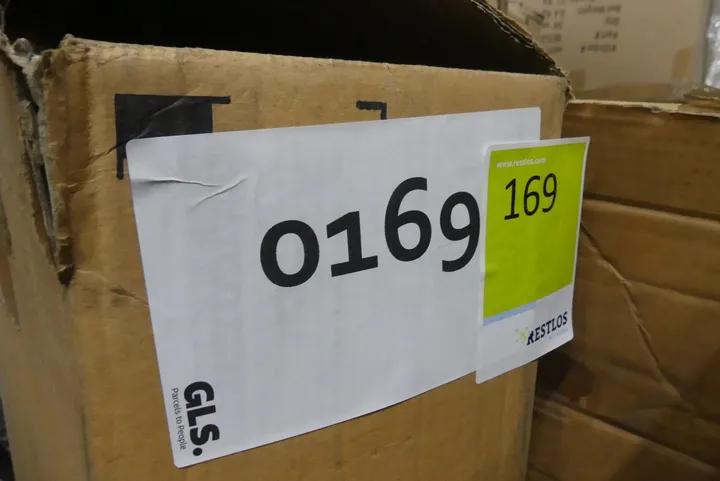 0169
GLS.
Parcels to People
www.restlos.com
169
RESTLOS